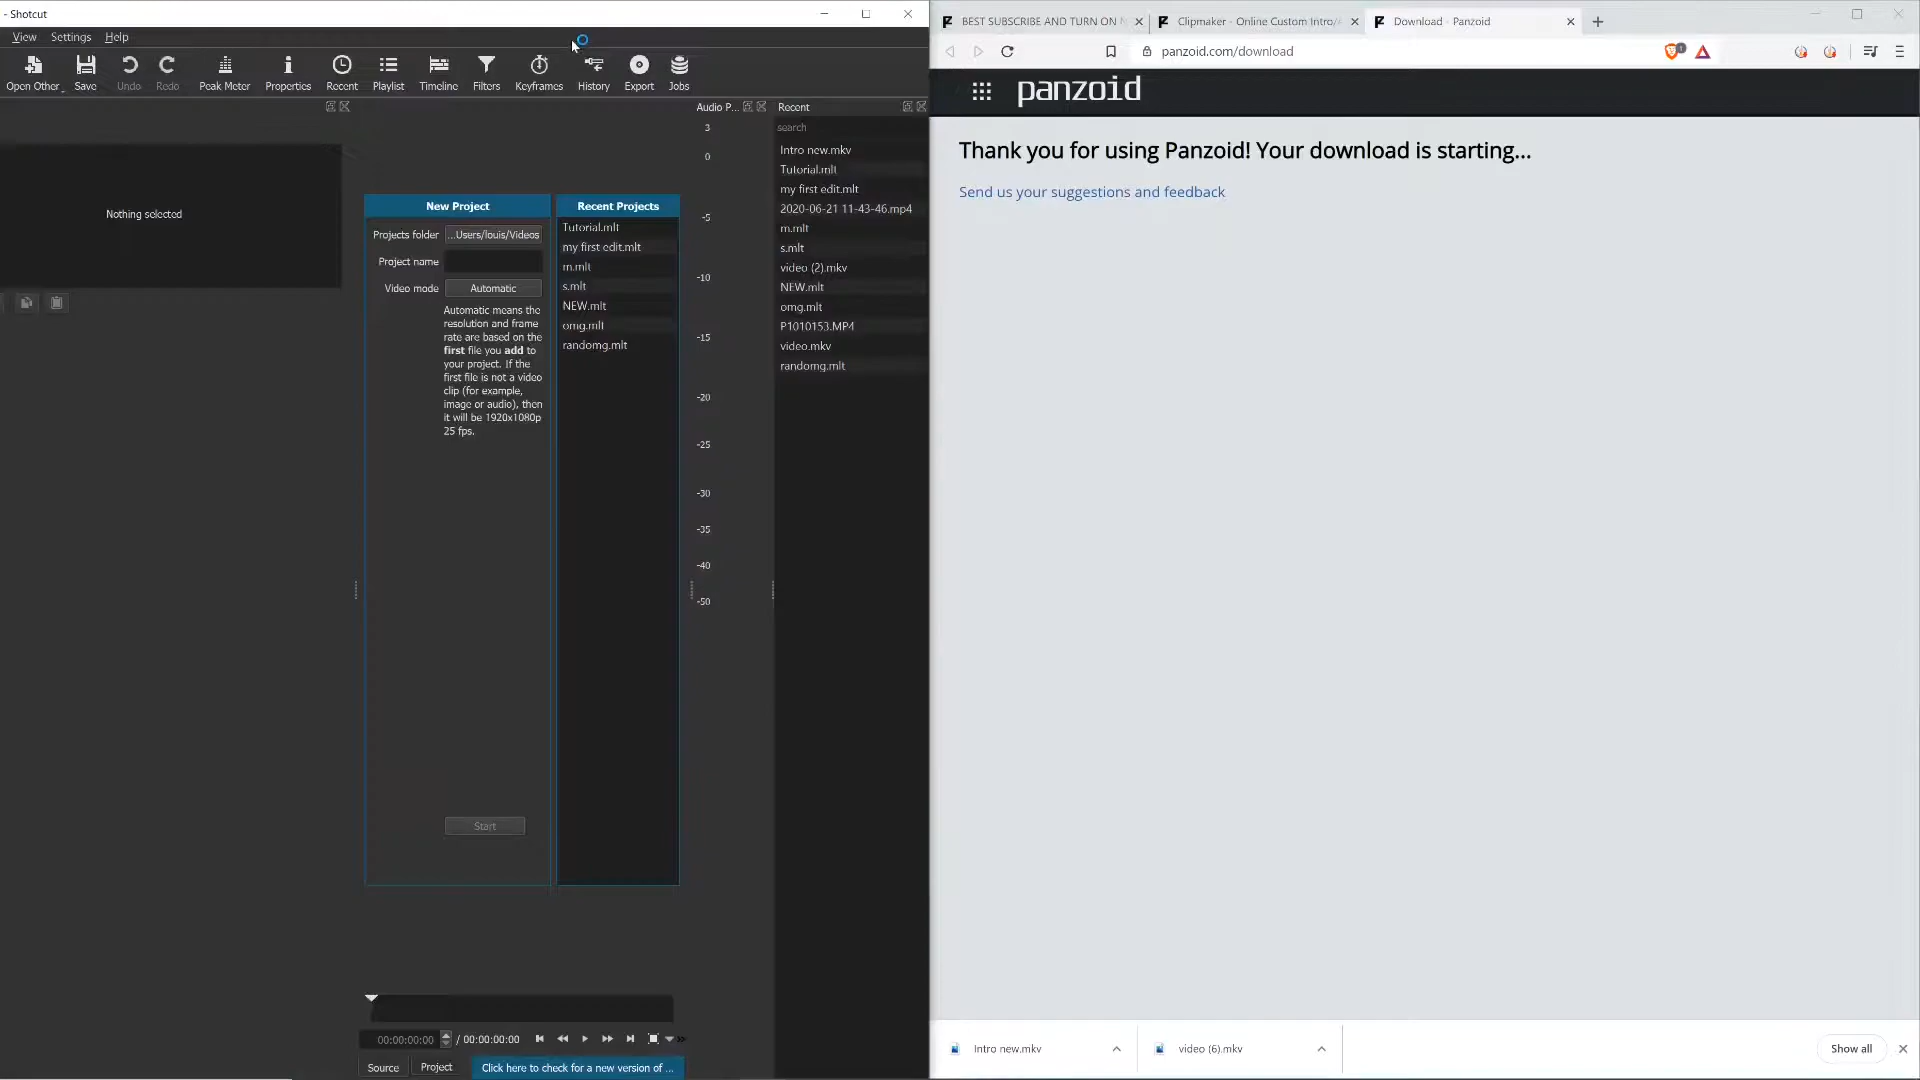 - Shotcut
View Settings Help
Open Other Save Undo Redo Peak Meter Properties Recent Playlist Timeline Filters Keyframes History Export Jobs
Nothing selected
New Project
Projects folder ...Users/louis/Videos
Project name
Video mode Automatic
Automatic means the
resolution and frame
rate are based on the
first file you add to
your project. If the
first file is not a video
clip (for example,
image or audio), then
it will be 1920x1080p
25 fps.
Start
Recent Projects
Tutorial.mlt
my first edit.mlt
m.mlt
s.mlt
NEW.mlt
omg.mlt
randomg.mlt
Audio P...
3
0
-5
-10
-15
-20
-25
-30
-35
-40
-50
Recent
search
Intro new.mkv
Tutorial.mlt
my first edit.mlt
2020-06-21 11-43-46.mp4
m.mlt
s.mlt
video (2).mkv
NEW.mlt
omg.mlt
P1010153.MP4
video.mkv
randomg.mlt
00:00:00:00 / 00:00:00:00
Source Project Click here to check for a new version of ...
BEST SUBSCRIBE AND TURN ON Clipmaker - Online Custom Intro/ Download - Panzoid
panzoid.com/download
1
panzoid
Thank you for using Panzoid! Your download is starting...
Send us your suggestions and feedback
Intro new.mkv video (6).mkv Show all